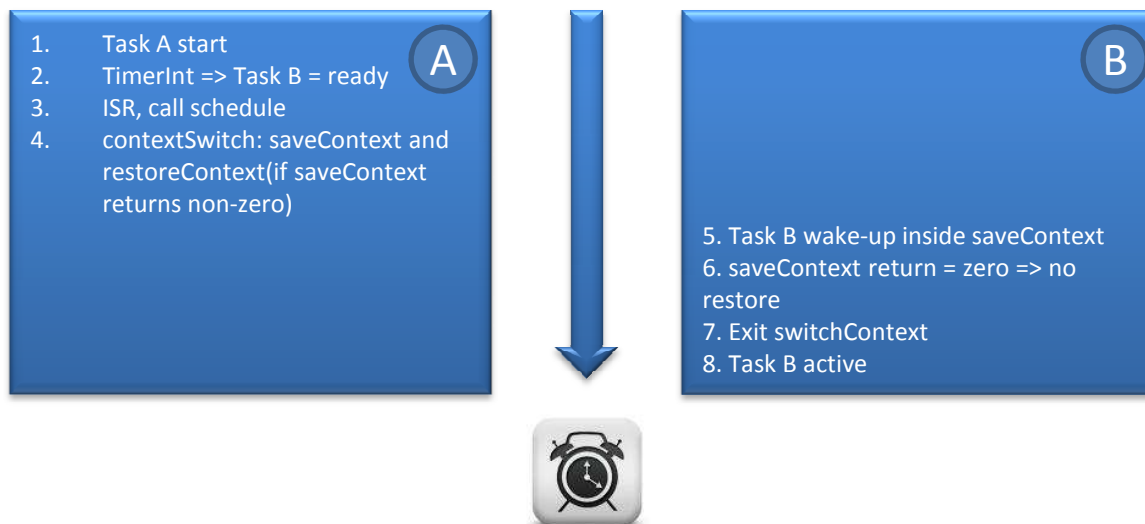 1. Task A start
2. TimerInt => Task B = ready
3. ISR, call schedule
4. contextSwitch: saveContext and
restoreContext(if saveContext
returns non-zero)
A
B
5. Task B wake-up inside saveContext
6. saveContext return = zero => no
restore
7. Exit switchContext
8. Task B active